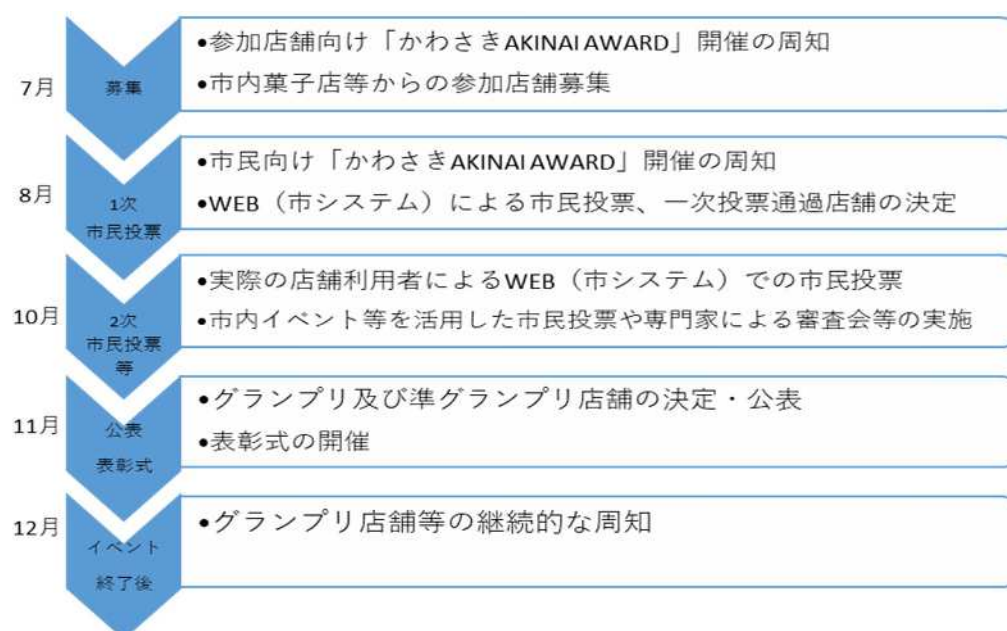 7月
募集
•参加店舗向け「かわさきAKINAI AWARD」開催の周知
•市内菓子店等からの参加店舗募集
8月
1次
市民投票
•市民向け「かわさきAKINAI AWARD」開催の周知
•WEB（市システム）による市民投票、一次投票通過店舗の決定
10月
2次
市民投票
等
•実際の店舗利用者によるWEB（市システム）での市民投票
•市内イベント等を活用した市民投票や専門家による審査会等の実施
11月
公表
表彰式
•グランプリ及び準グランプリ店舗の決定・公表
•表彰式の開催
12月
イベント
終了後
•グランプリ店舗等の継続的な周知